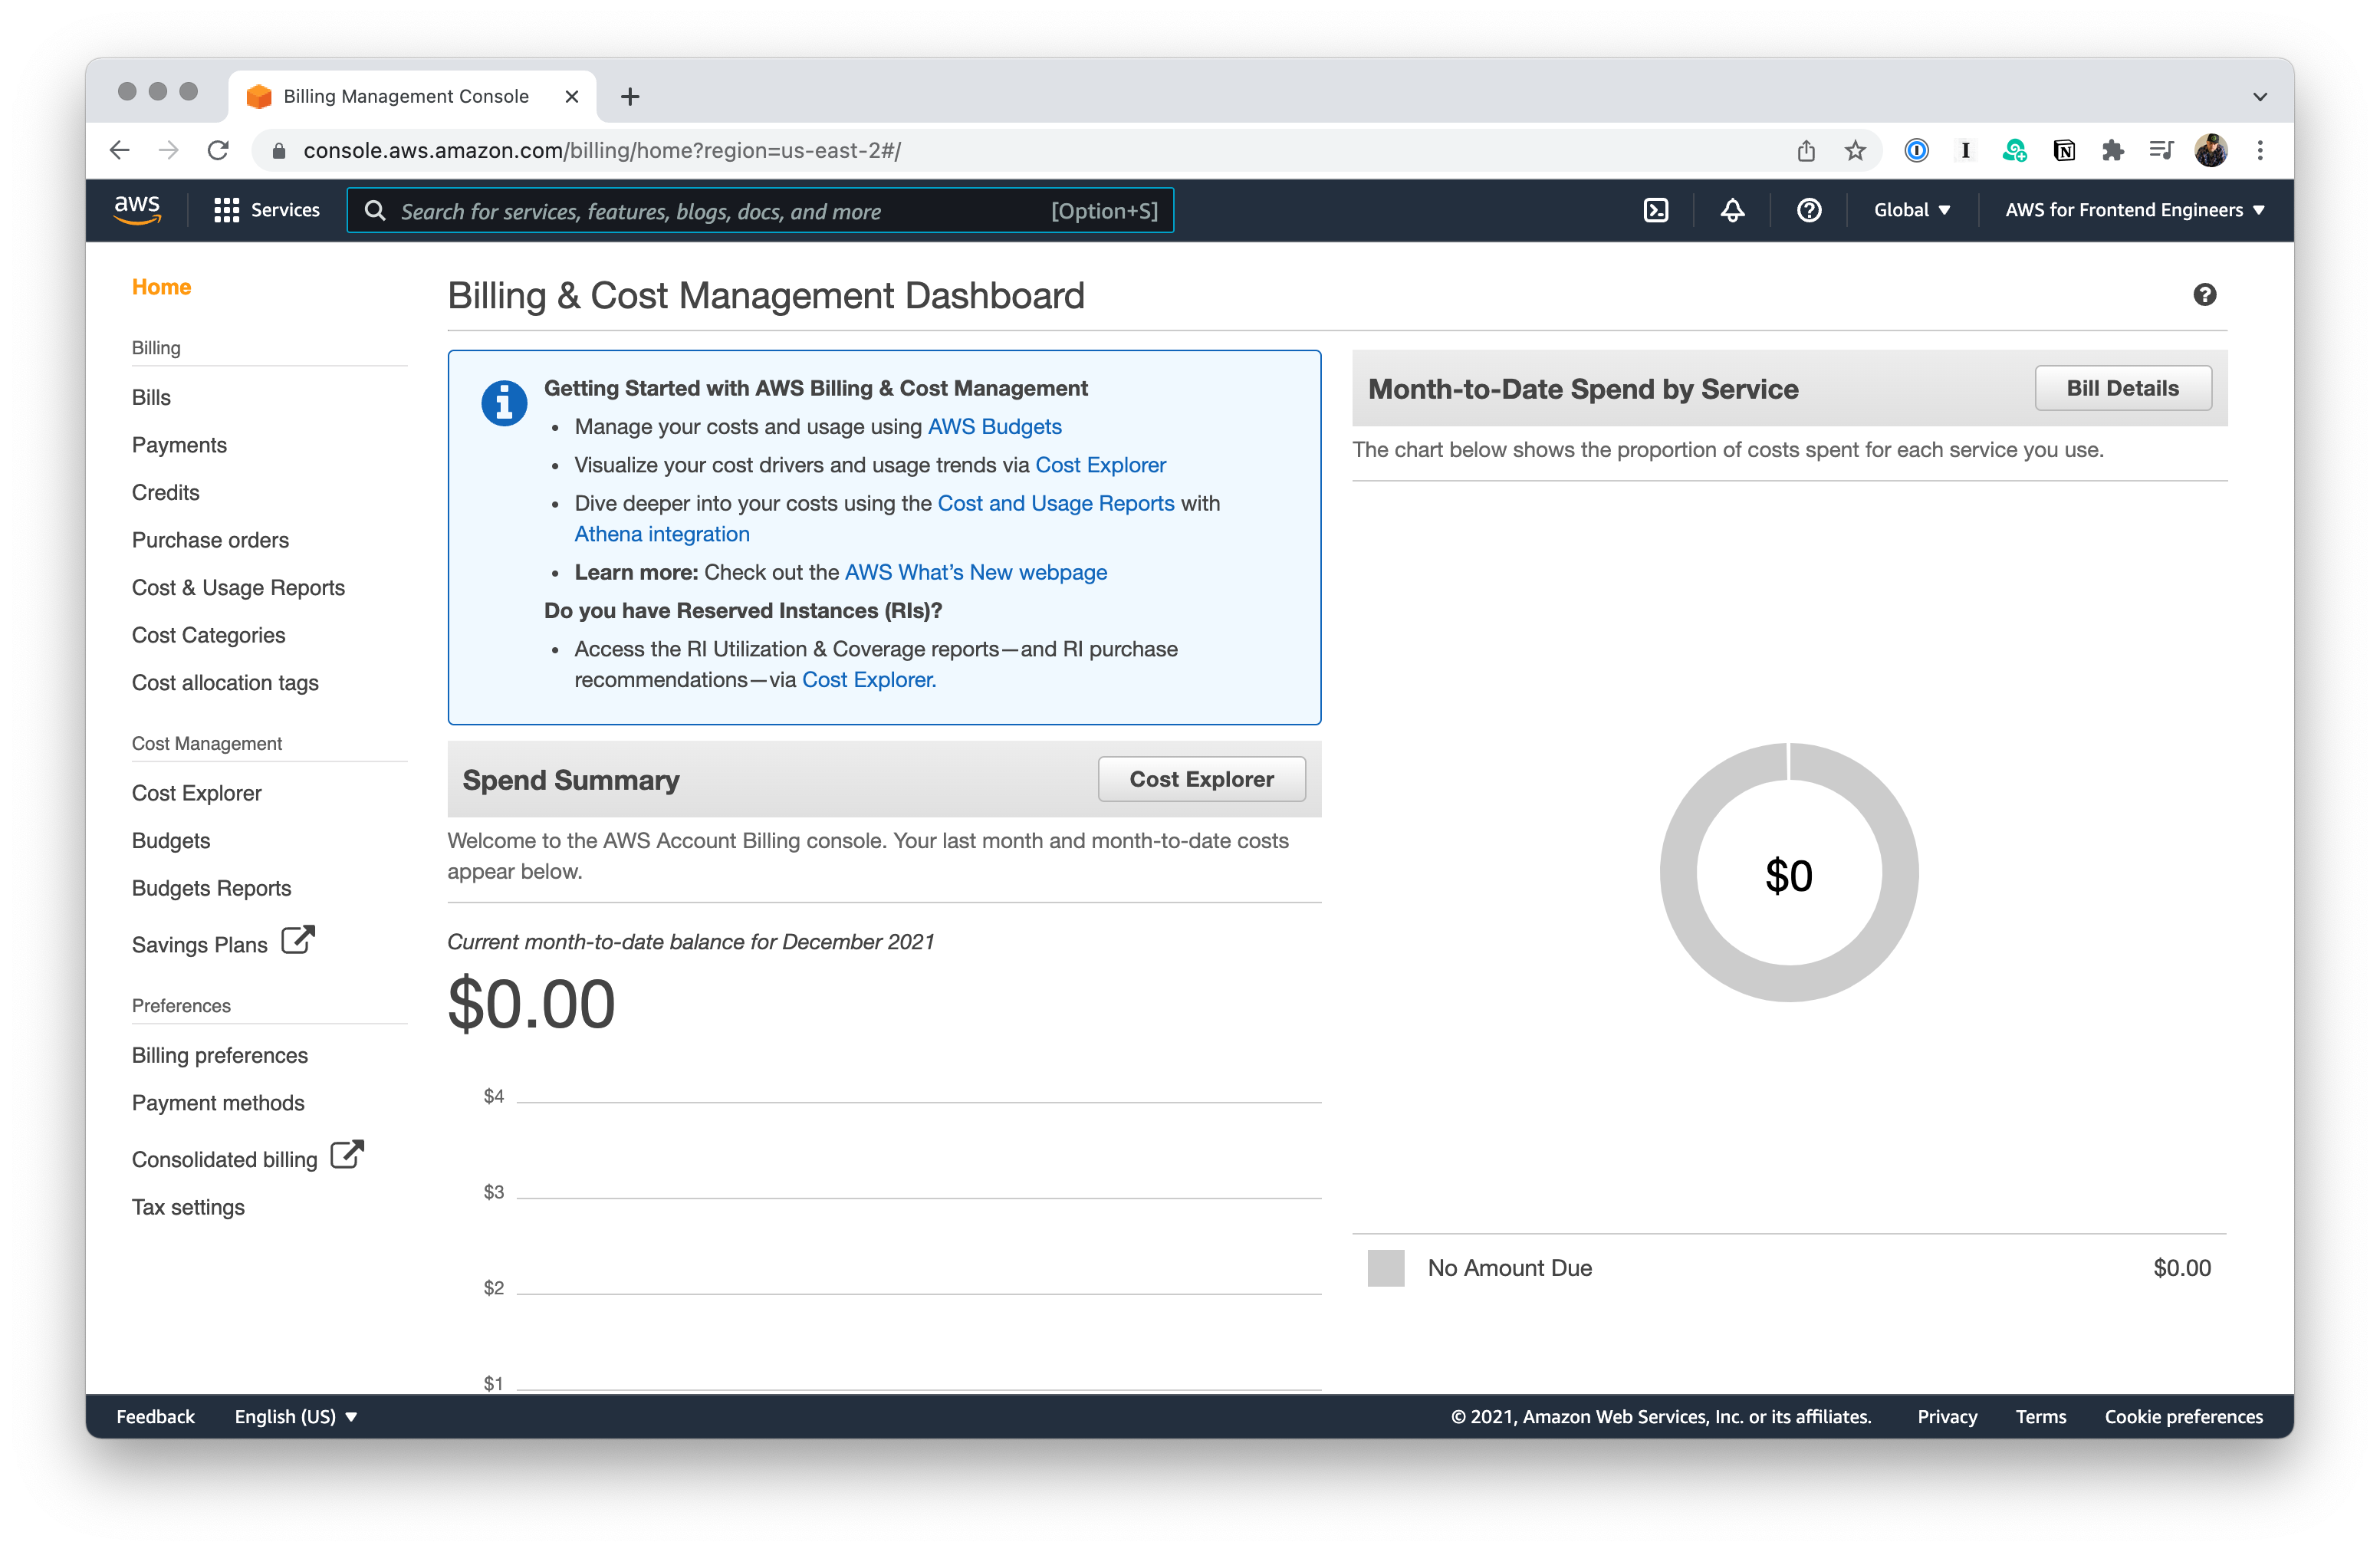 Billing Management Console
console.aws.amazon.com/billing/home?region=us-east-2#/
aws
Services
Search for services, features, blogs, docs, and more
[Option+S]
Global
AWS for Frontend Engineers
Home
Billing
Bills
Payments
Credits
Purchase orders
Cost & Usage Reports
Cost Categories
Cost allocation tags
Cost Management
Cost Explorer
Budgets
Budgets Reports
Savings Plans
Preferences
Billing preferences
Payment methods
Consolidated billing
Tax settings
Billing & Cost Management Dashboard
Getting Started with AWS Billing & Cost Management
• Manage your costs and usage using AWS Budgets
• Visualize your cost drivers and usage trends via Cost Explorer
• Dive deeper into your costs using the Cost and Usage Reports with
Athena integration
• Learn more: Check out the AWS What’s New webpage
Do you have Reserved Instances (RIs)?
• Access the RI Utilization & Coverage reports—and RI purchase
recommendations—via Cost Explorer.
Spend Summary
Cost Explorer
Welcome to the AWS Account Billing console. Your last month and month-to-date costs
appear below.
Current month-to-date balance for December 2021
$0.00
$4
$3
$2
$1
Month-to-Date Spend by Service
Bill Details
The chart below shows the proportion of costs spent for each service you use.
$0
No Amount Due
$0.00
Feedback
English (US)
© 2021, Amazon Web Services, Inc. or its affiliates.
Privacy
Terms
Cookie preferences